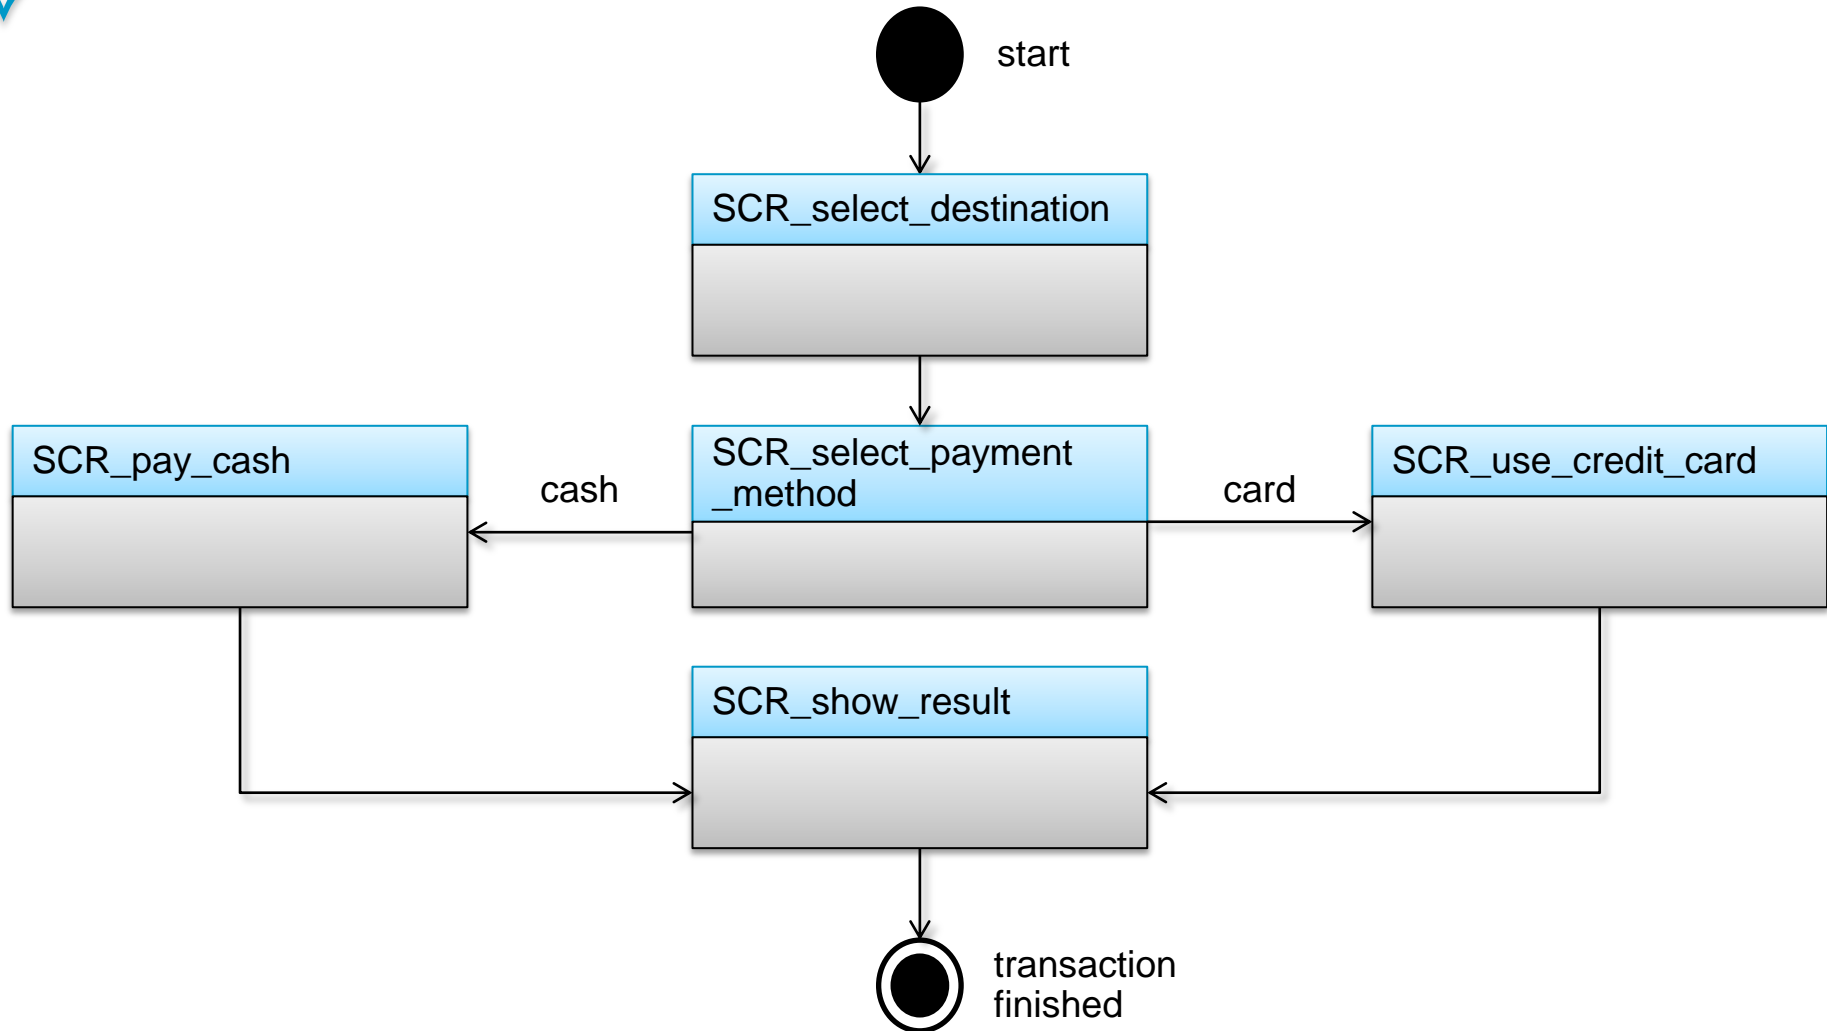 start
SCR_select_destination
SCR_pay_cash
cash
SCR_select_payment
_method
card
SCR_use_credit_card
SCR_show_result
transaction
finished